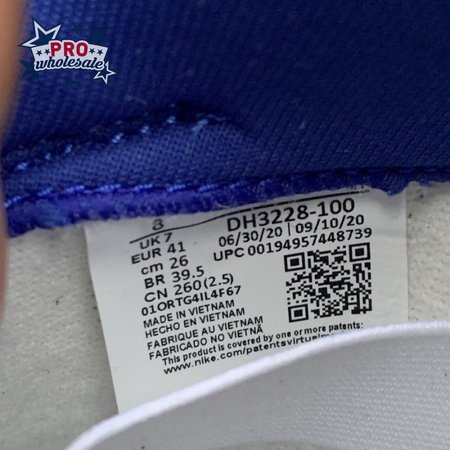 PRO
wholesale
8
UK 7
EUR 41
cm 26
BR 39.5
CN 260 (2.5)
01ORTG4IL4F67
DH3228-100
06/30/20 | 09/10/20
UPC 00194957448739
MADE IN VIETNAM
HECHO EN VIETNAM
FABRIQUE AU VIETNAM
FABRICADO NO VIETNÃ
This product is covered by one or more patents:
www.nike.com/patentsvirtual